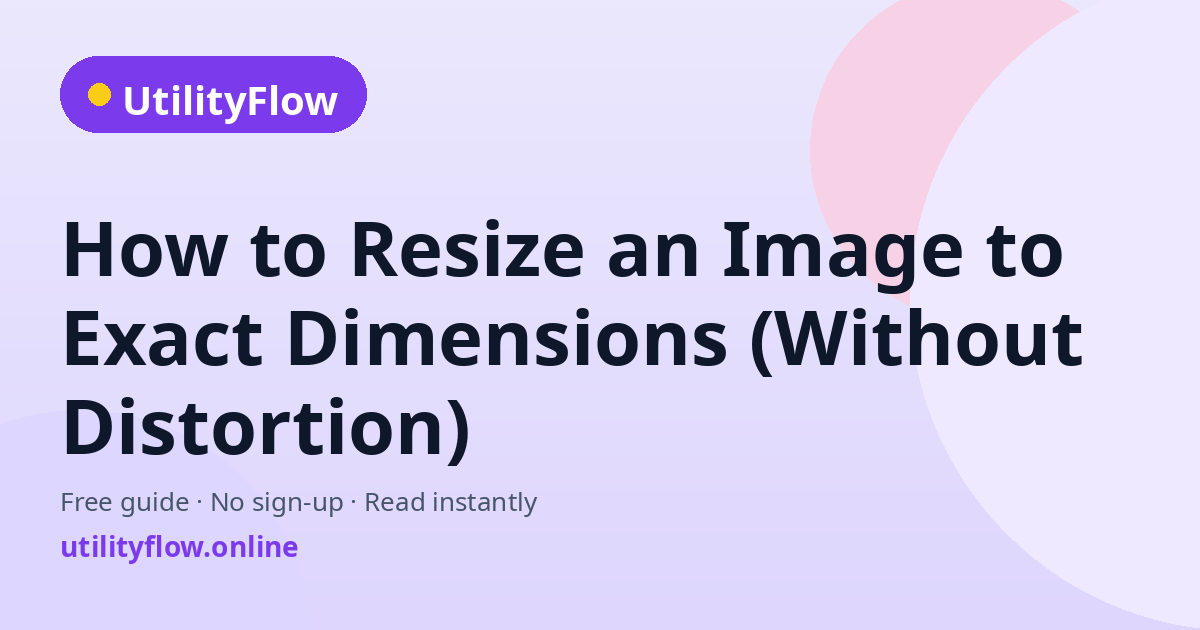 UtilityFlow
How to Resize an Image to
Exact Dimensions (Without
Distortion)
Free guide · No sign-up · Read instantly
utilityflow.online